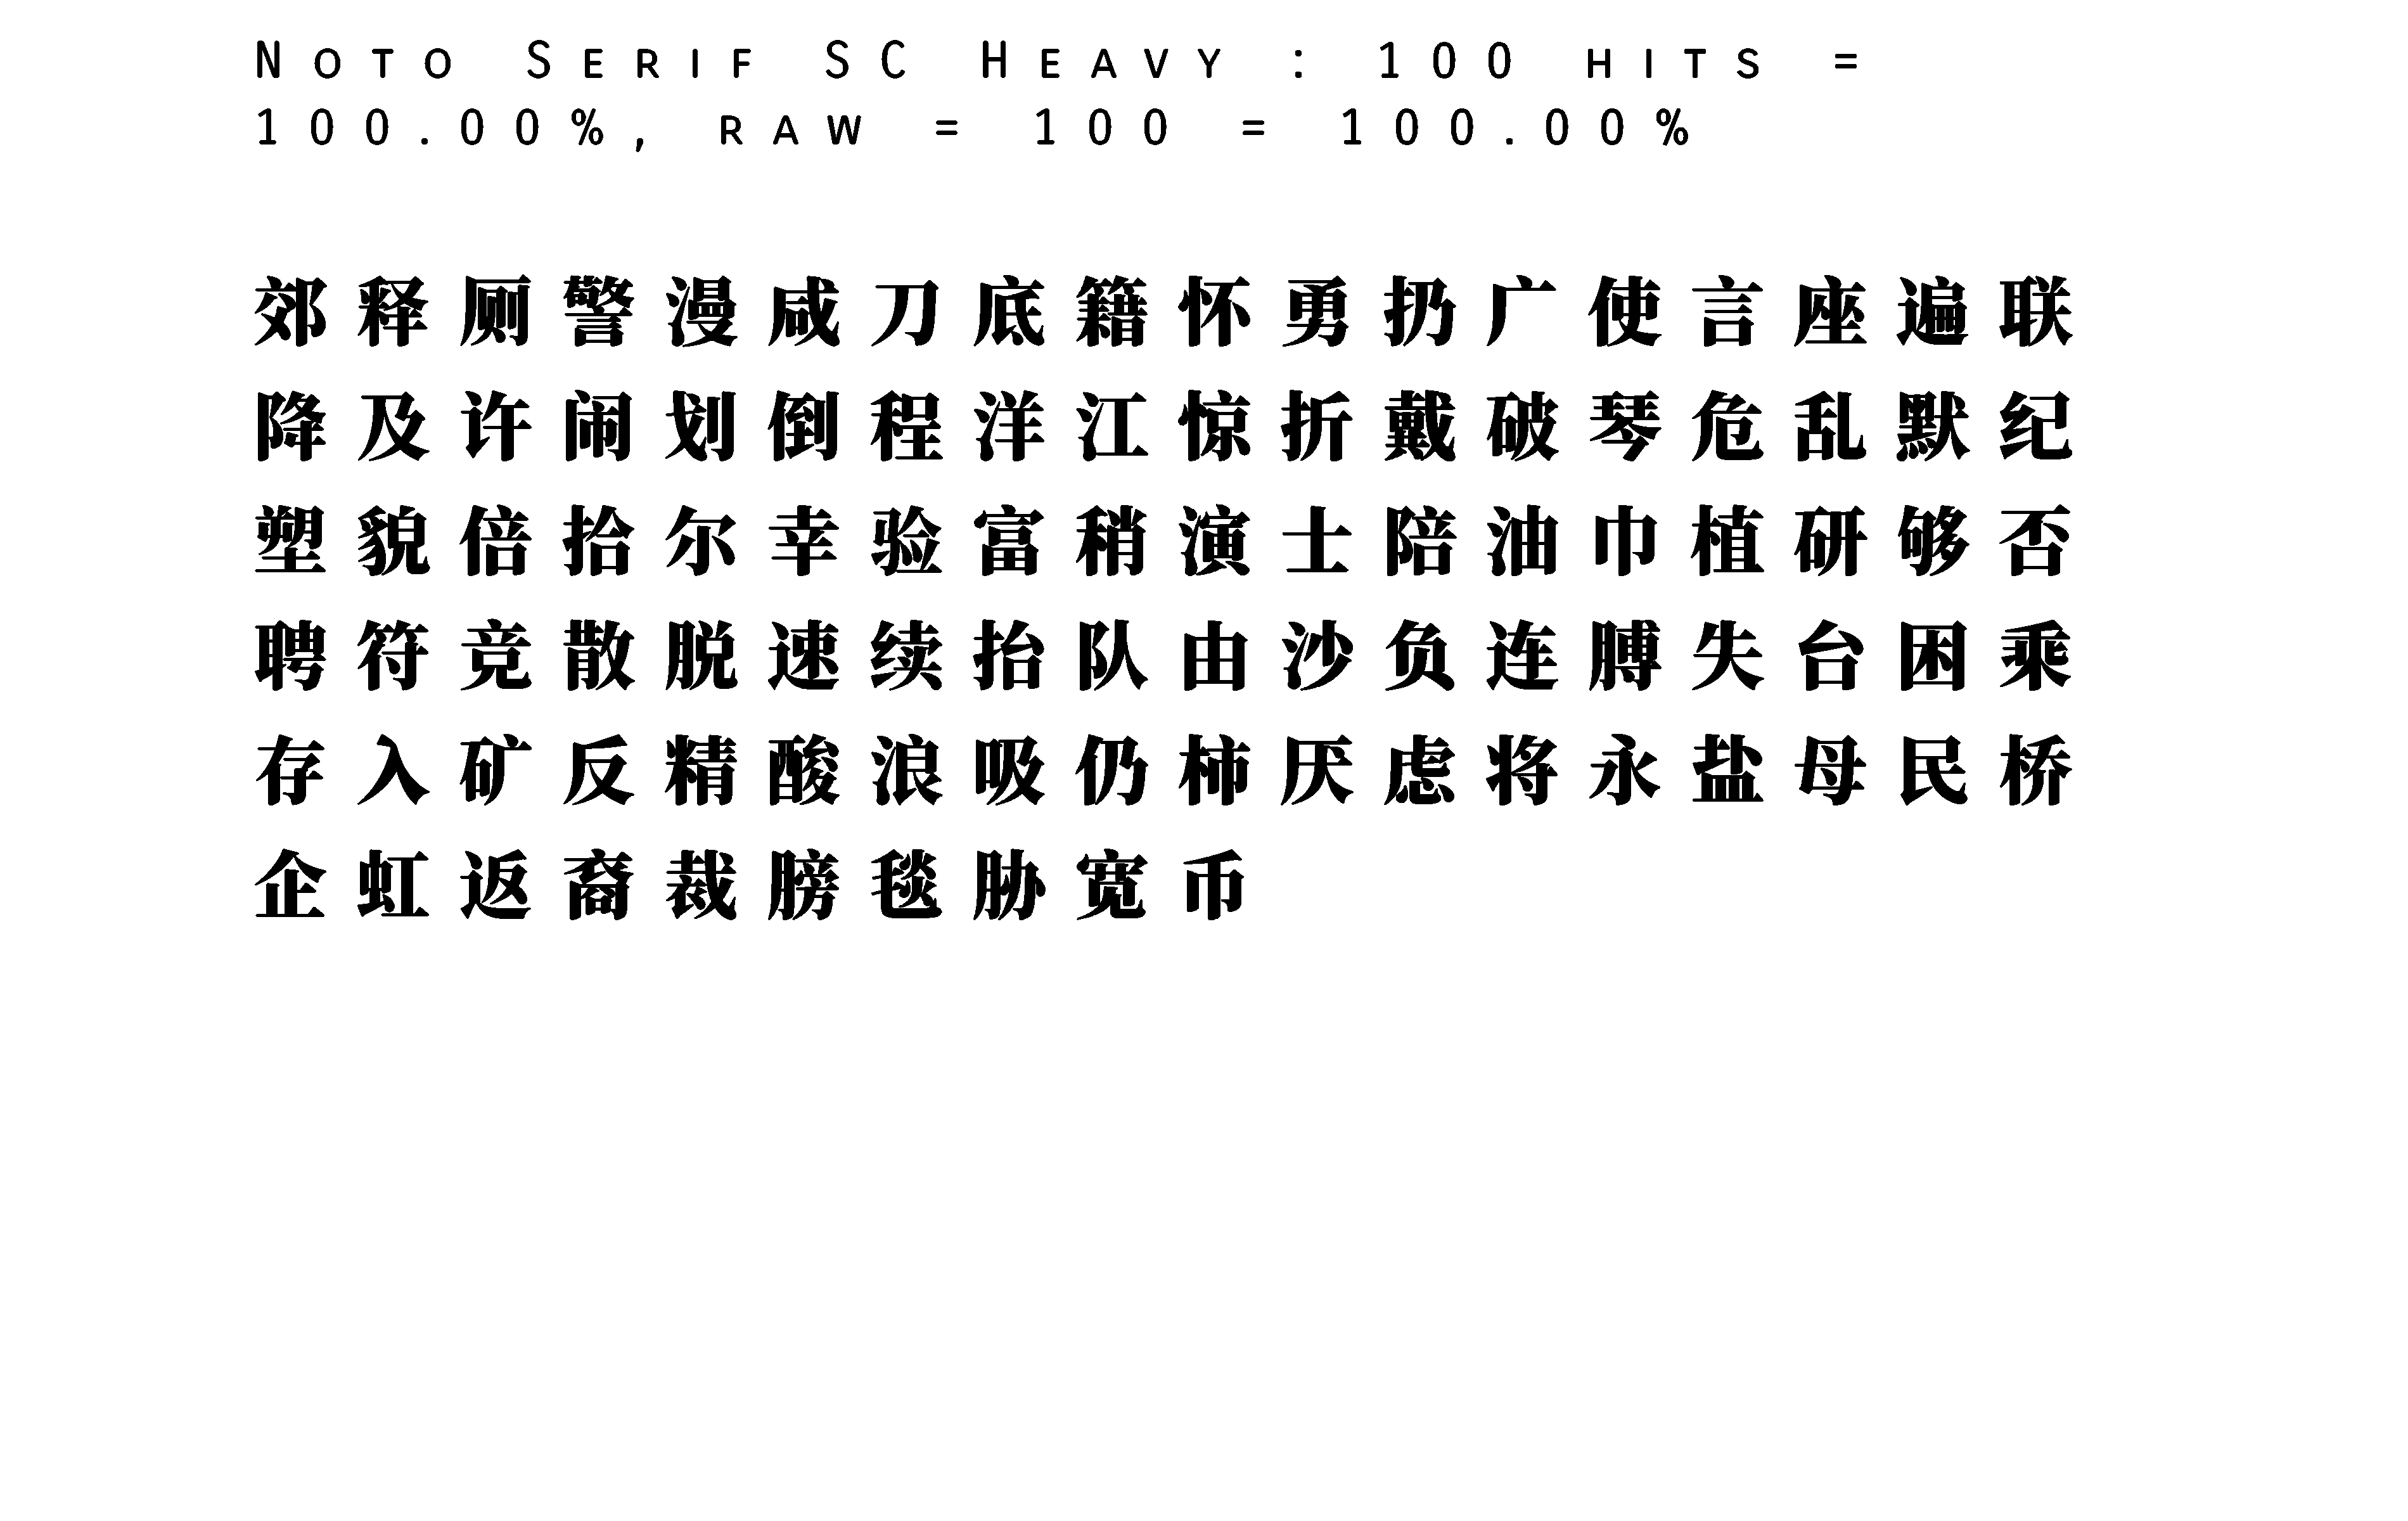 Noto Serif SC Heavy : 100 hits =
100.00%, raw = 100 = 100.00%
郊释厕警漫咸刀底籍怀勇扔广使言座遍联
降及许闹划倒程洋江惊折戴破琴危乱默纪
塑貌倍拾尔幸验富稍演士陪油巾植研够否
聘符竞散脱速续抬队由沙负连膊失台困乘
存入矿反精酸浪吸仍柿厌虑将永盐母民桥
企虹返裔裁膀毯胁宽币